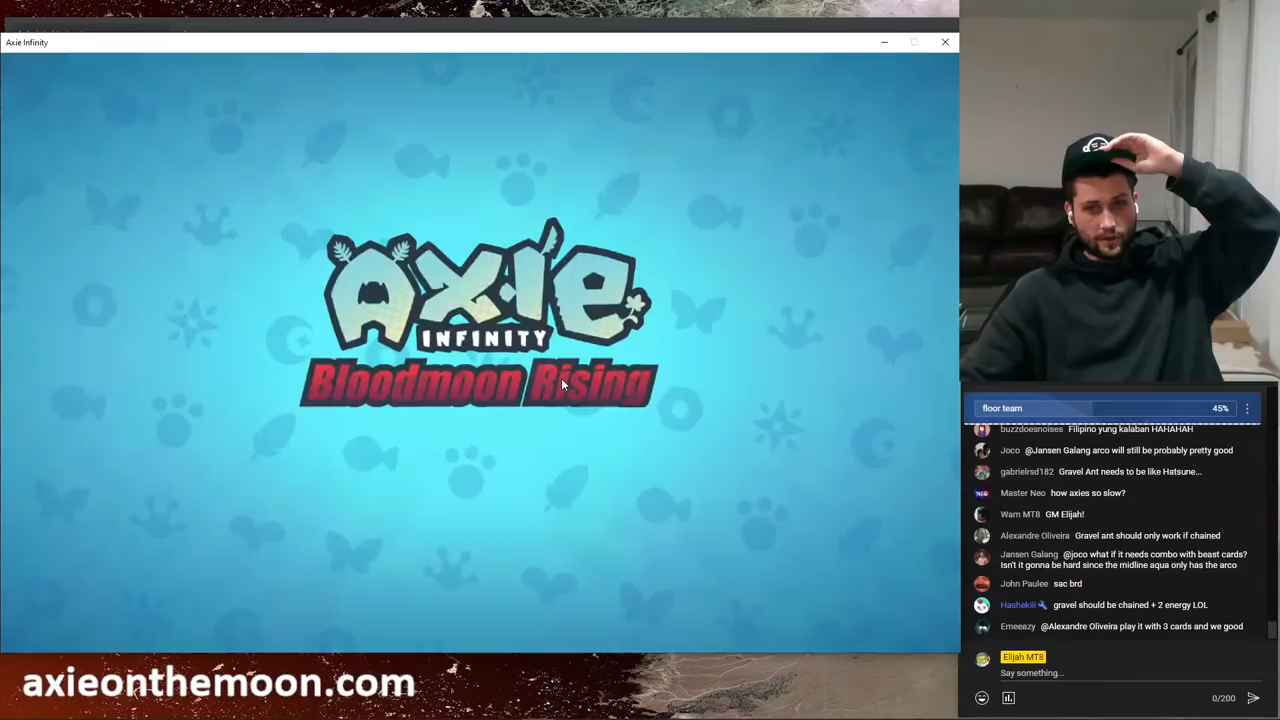 Axie Infinity
Axie
INFINITY
Bloodmoon Rising
floor team 45%
buzzdoesnoises Filipino yung kalaban HAHAHAH
Joco @Jansen Galang arco will still be probably pretty good
gabrielrsd182 Gravel Ant needs to be like Hatsune...
NEO Master Neo how axies so slow?
Wam MT8 GM Elijah!
Alexandre Oliveira Gravel ant should only work if chained
Jansen Galang @joco what if it needs combo with beast cards?
Isn't it gonna be hard since the midline aqua only has the arco
John Paulee sac brd
Hashekili gravel should be chained + 2 energy LOL
Emeeazy @Alexandre Oliveira play it with 3 cards and we good
Elijah MT8
Say something...
0/200
axieonthemoon.com